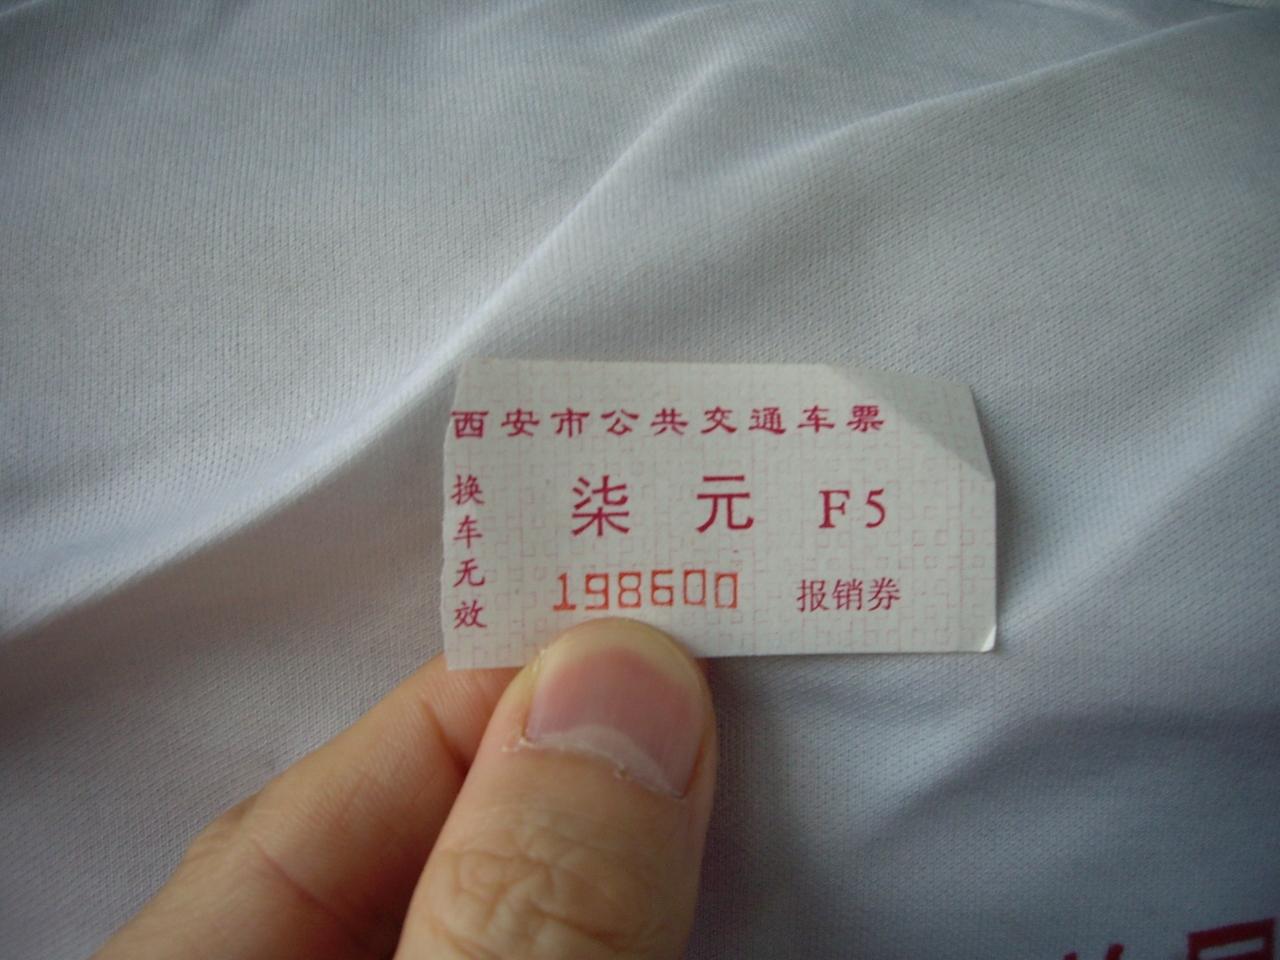 西安市公共交通车票
换车无效
柒 元 F5
198600 报销券